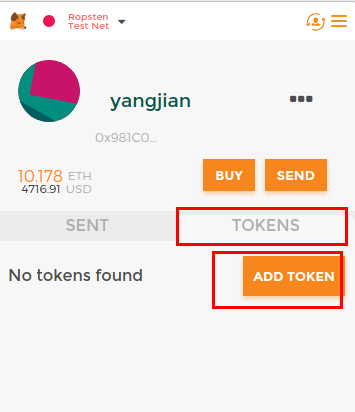 Ropsten
Test Net
yangjian
0x981C0...
10.178 ETH
4716.91 USD
BUY
SEND
SENT
TOKENS
No tokens found
ADD TOKEN